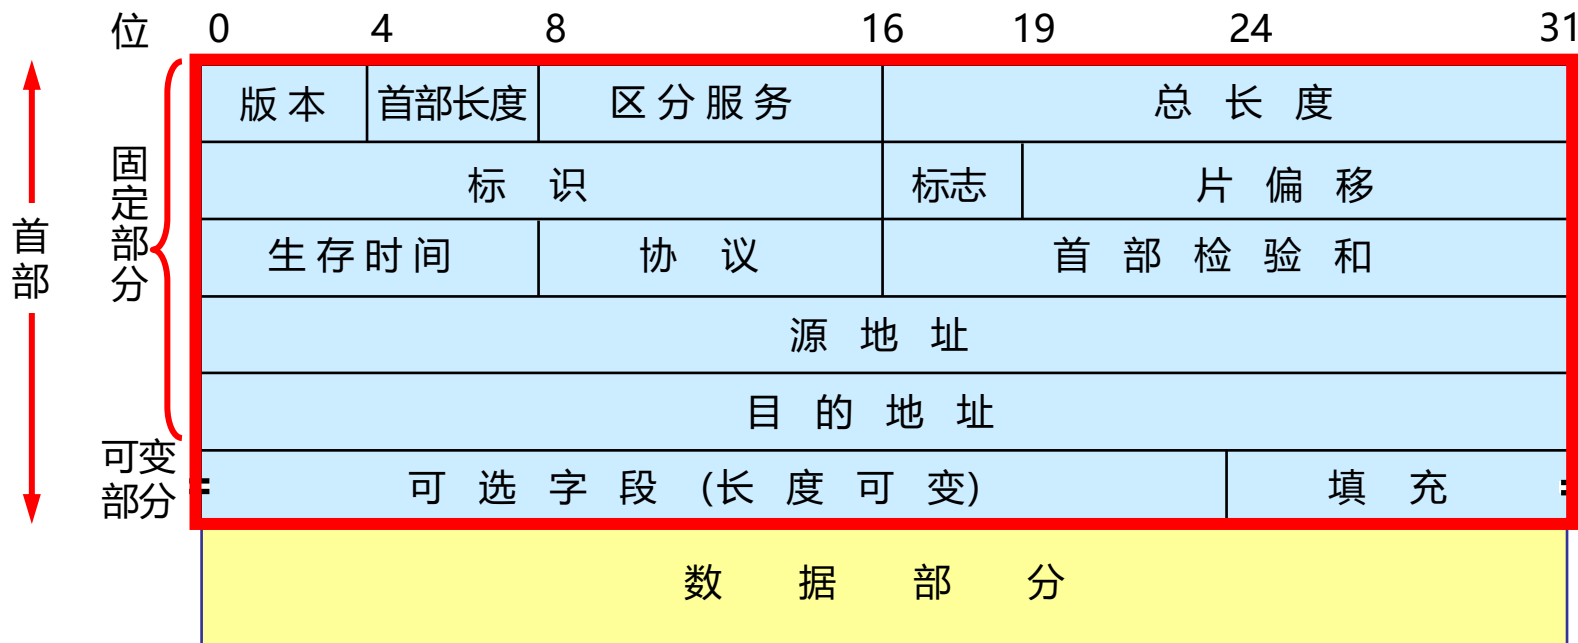 位 0 4 8 16 19 24 31
版本 首部长度 区分服务 总长度
标识 标志 片偏移
生存时间 协议 首部检验和
源地址
目的地址
可选字段 (长度可变) 填充
数据部分
首部
固定部分
可变
部分